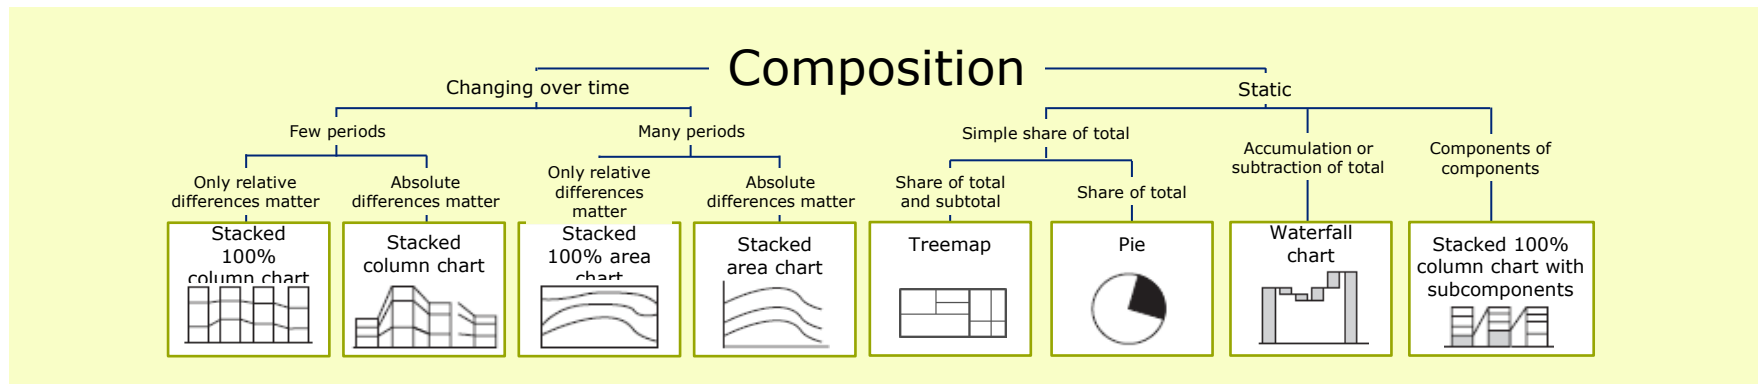 Composition
Changing over time
Static
Few periods
Many periods
Simple share of total
Accumulation or
subtraction of total
Components of
components
Only relative
differences matter
Absolute
differences matter
Only relative
differences
matter
Absolute
differences matter
Share of total
and subtotal
Share of total
Stacked
100%
column chart
Stacked
column chart
Stacked
100% area
chart
Stacked
area chart
Treemap
Pie
Waterfall
chart
Stacked 100%
column chart with
subcomponents